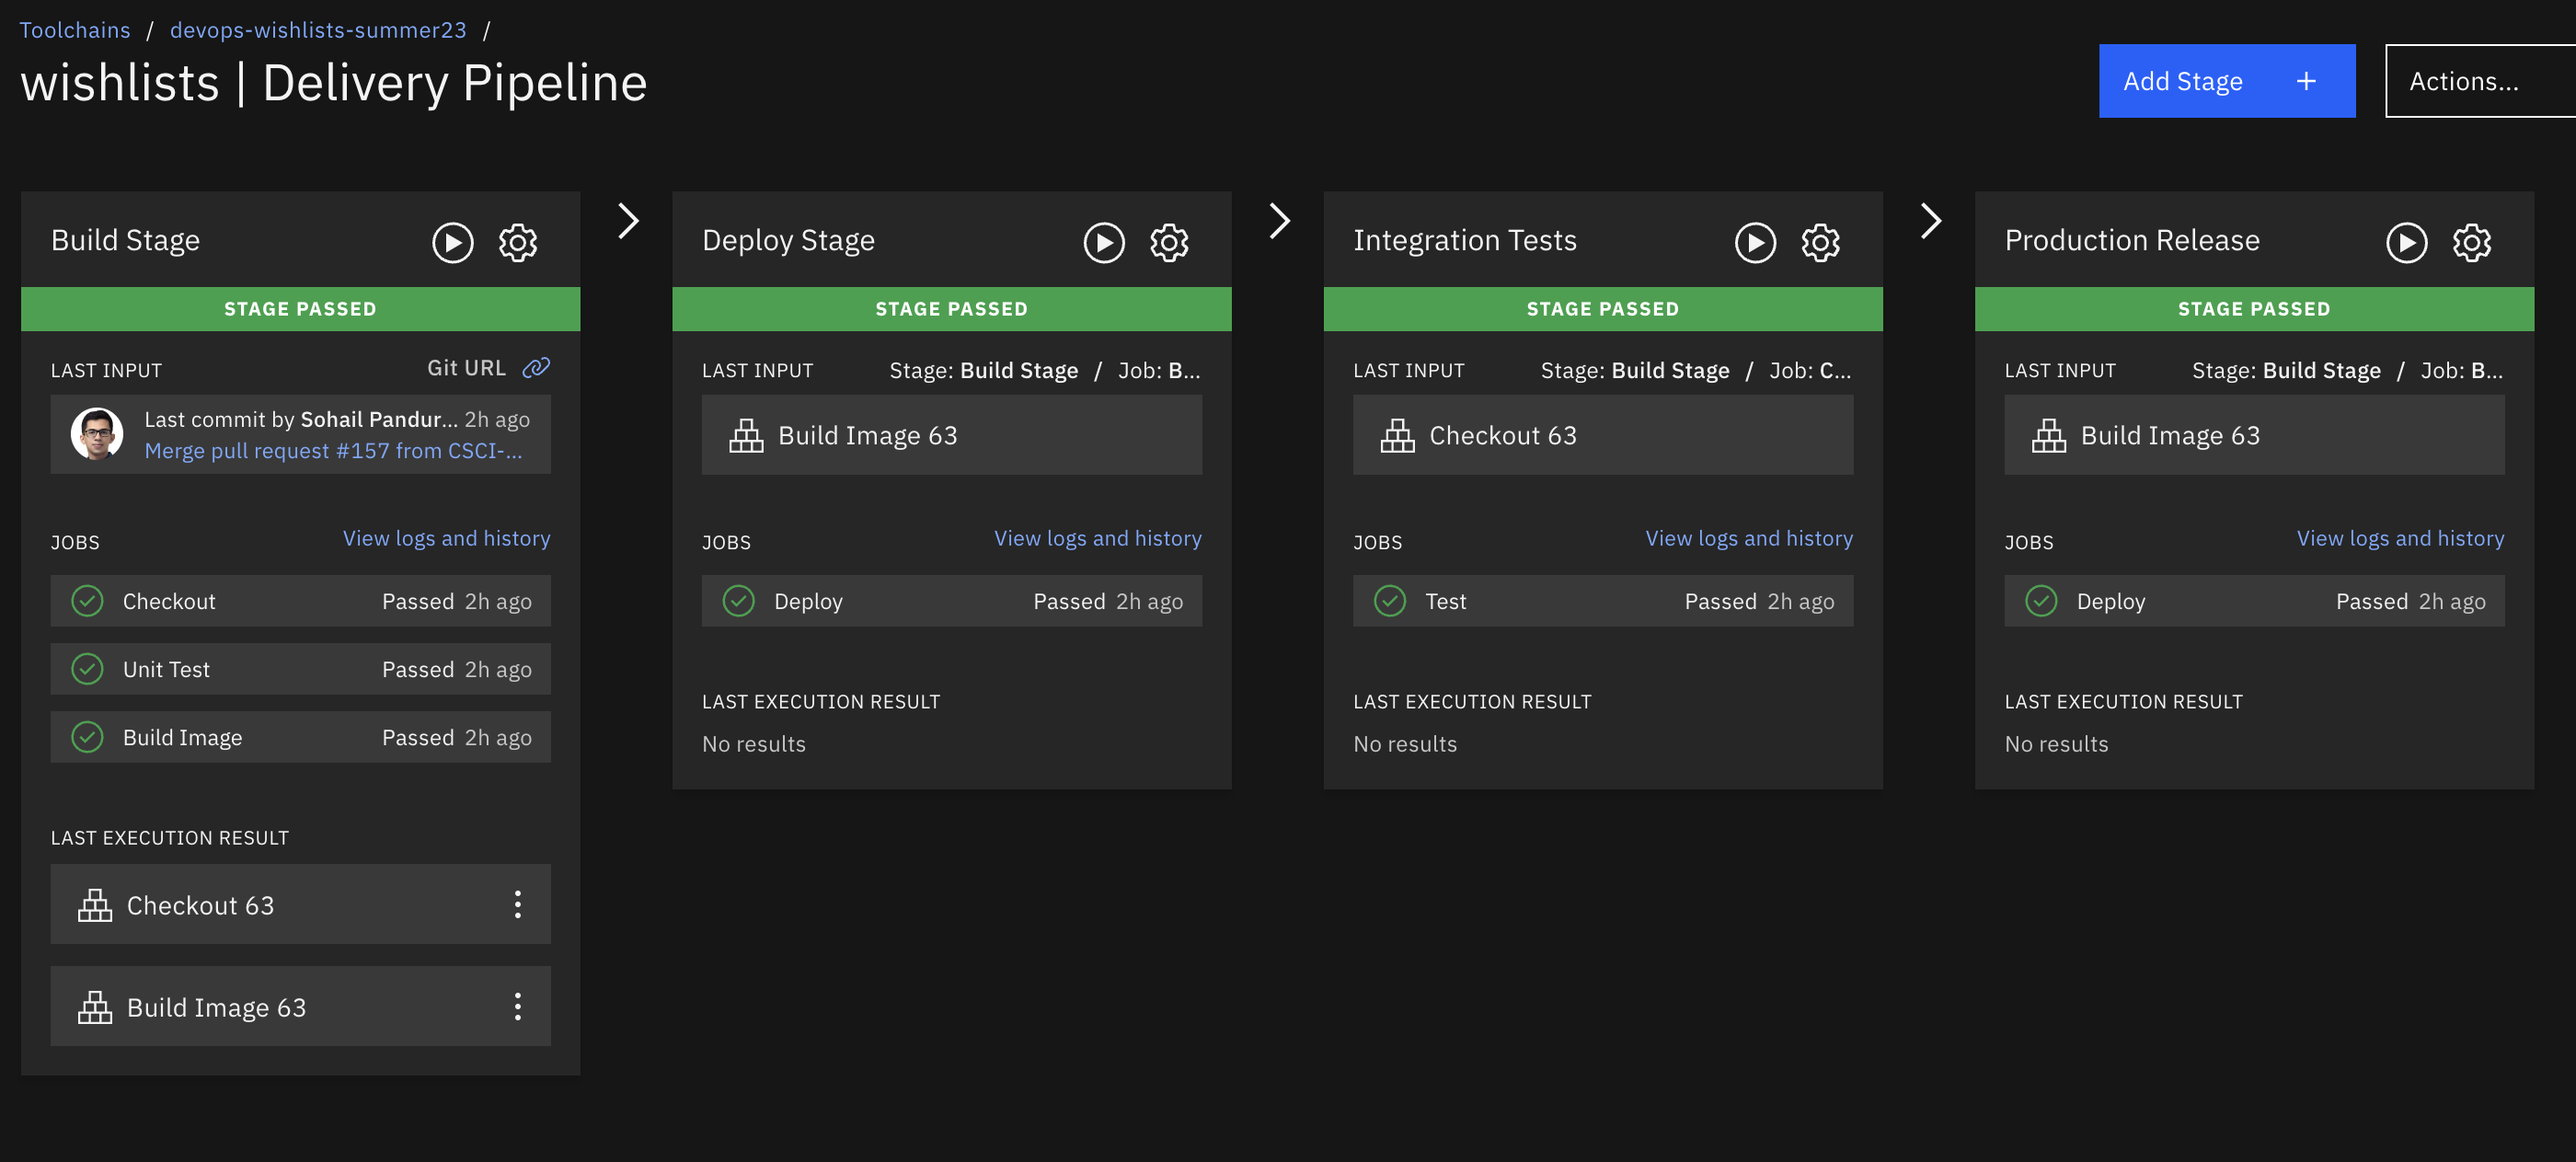 Toolchains / devops-wishlists-summer23 /
wishlists | Delivery Pipeline
Add Stage +
Actions...
Build Stage
STAGE PASSED
LAST INPUT Git URL
Last commit by Sohail Pandur... 2h ago
Merge pull request #157 from CSCI-...
JOBS View logs and history
Checkout Passed 2h ago
Unit Test Passed 2h ago
Build Image Passed 2h ago
LAST EXECUTION RESULT
Checkout 63
Build Image 63
Deploy Stage
STAGE PASSED
LAST INPUT Stage: Build Stage / Job: B...
Build Image 63
JOBS View logs and history
Deploy Passed 2h ago
LAST EXECUTION RESULT
No results
Integration Tests
STAGE PASSED
LAST INPUT Stage: Build Stage / Job: C...
Checkout 63
JOBS View logs and history
Test Passed 2h ago
LAST EXECUTION RESULT
No results
Production Release
STAGE PASSED
LAST INPUT Stage: Build Stage / Job: B...
Build Image 63
JOBS View logs and history
Deploy Passed 2h ago
LAST EXECUTION RESULT
No results